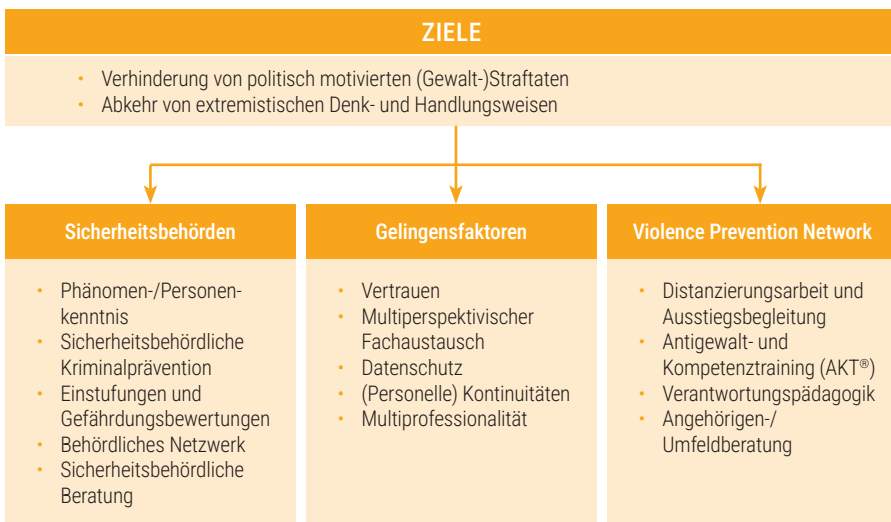 ZIELE
• Verhinderung von politisch motivierten (Gewalt-)Straftaten
• Abkehr von extremistischen Denk- und Handlungsweisen
Sicherheitsbehörden
• Phänomen-/Personen-
kenntnis
• Sicherheitsbehördliche
Kriminalprävention
• Einstufungen und
Gefährdungsbewertungen
• Behördliches Netzwerk
• Sicherheitsbehördliche
Beratung
Gelingensfaktoren
• Vertrauen
• Multiperspektivischer
Fachaustausch
• Datenschutz
• (Personelle) Kontinuitäten
• Multiprofessionalität
Violence Prevention Network
• Distanzierungsarbeit und
Ausstiegsbegleitung
• Antigewalt- und
Kompetenztraining (AKT®)
• Verantwortungspädagogik
• Angehörigen-/
Umfeldberatung